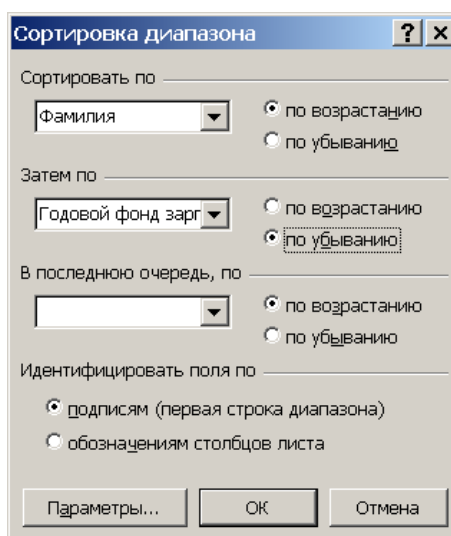 Сортировка диапазона
Сортировать по
Фамилия
по возрастанию
по убыванию
Затем по
Годовой фонд зарг
по возрастанию
по убыванию
В последнюю очередь, по
по возрастанию
по убыванию
Идентифицировать поля по
подписям (первая строка диапазона)
обозначениям столбцов листа
Параметры... ОК Отмена